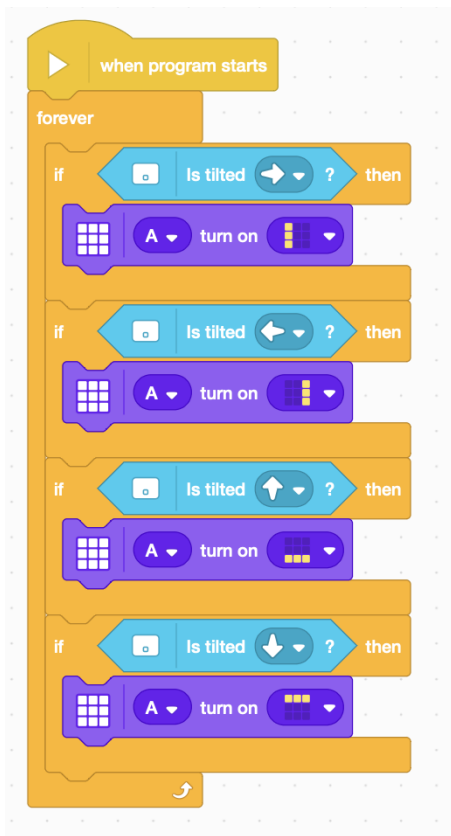 when program starts
forever
if Is tilted ? then
A turn on
if Is tilted ? then
A turn on
if Is tilted ? then
A turn on
if Is tilted ? then
A turn on